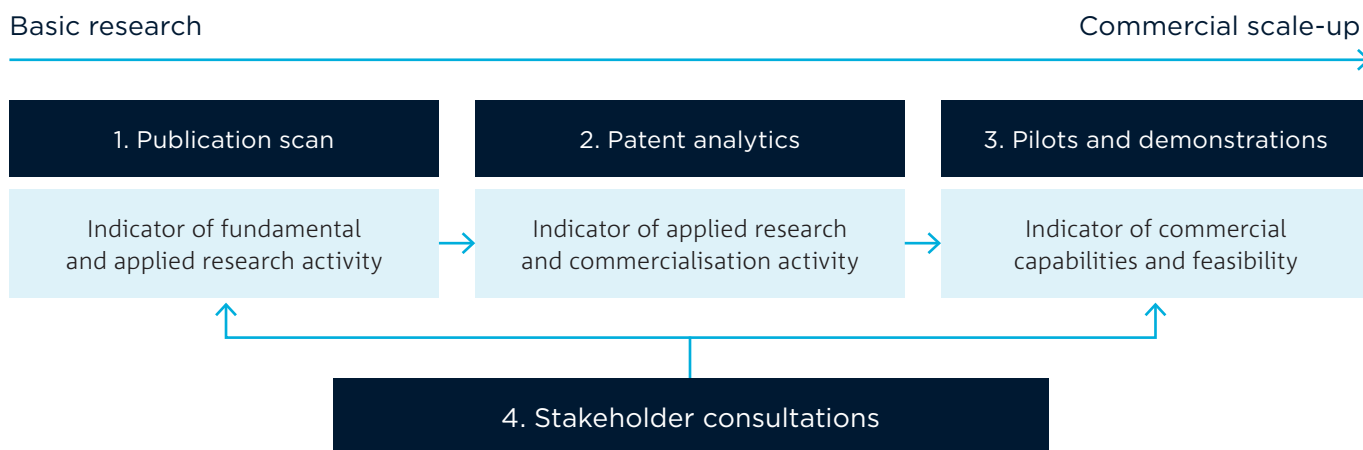 Basic research
Commercial scale-up
1. Publication scan
2. Patent analytics
3. Pilots and demonstrations
Indicator of fundamental
and applied research activity
Indicator of applied research
and commercialisation activity
Indicator of commercial
capabilities and feasibility
4. Stakeholder consultations